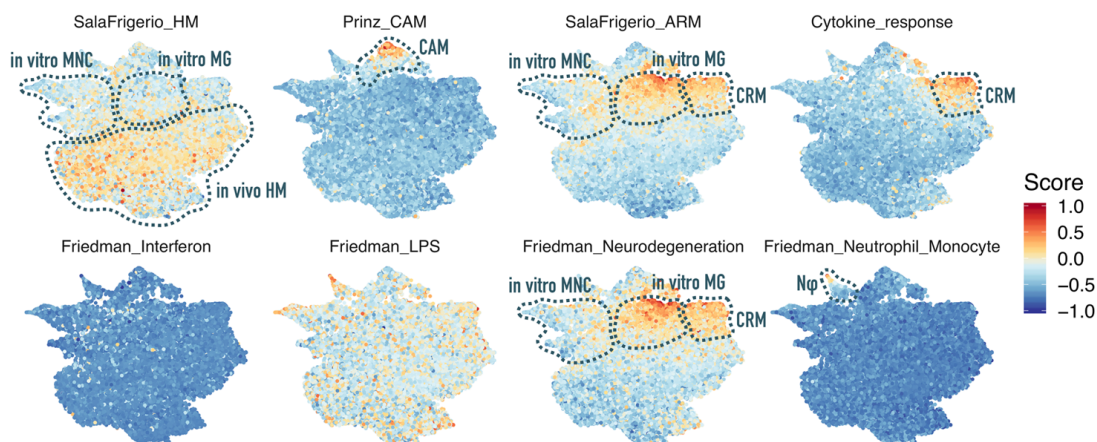 SalaFrigerio_HM
Prinz_CAM
SalaFrigerio_ARM
Cytokine_response
in vitro MNC
in vitro MG
in vivo HM
CAM
in vitro MNC
in vitro MG
CRM
CRM
Score
1.0
0.5
0.0
−0.5
−1.0
Friedman_Interferon
Friedman_LPS
Friedman_Neurodegeneration
Friedman_Neutrophil_Monocyte
in vitro MNC
in vitro MG
CRM
Nφ